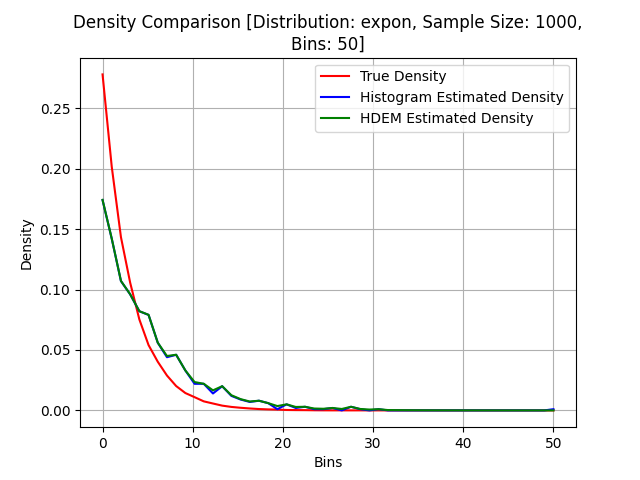 Density Comparison [Distribution: expon, Sample Size: 1000,
Bins: 50]
True Density
Histogram Estimated Density
HDEM Estimated Density
Density
0.25
0.20
0.15
0.10
0.05
0.00
0 10 20 30 40 50
Bins